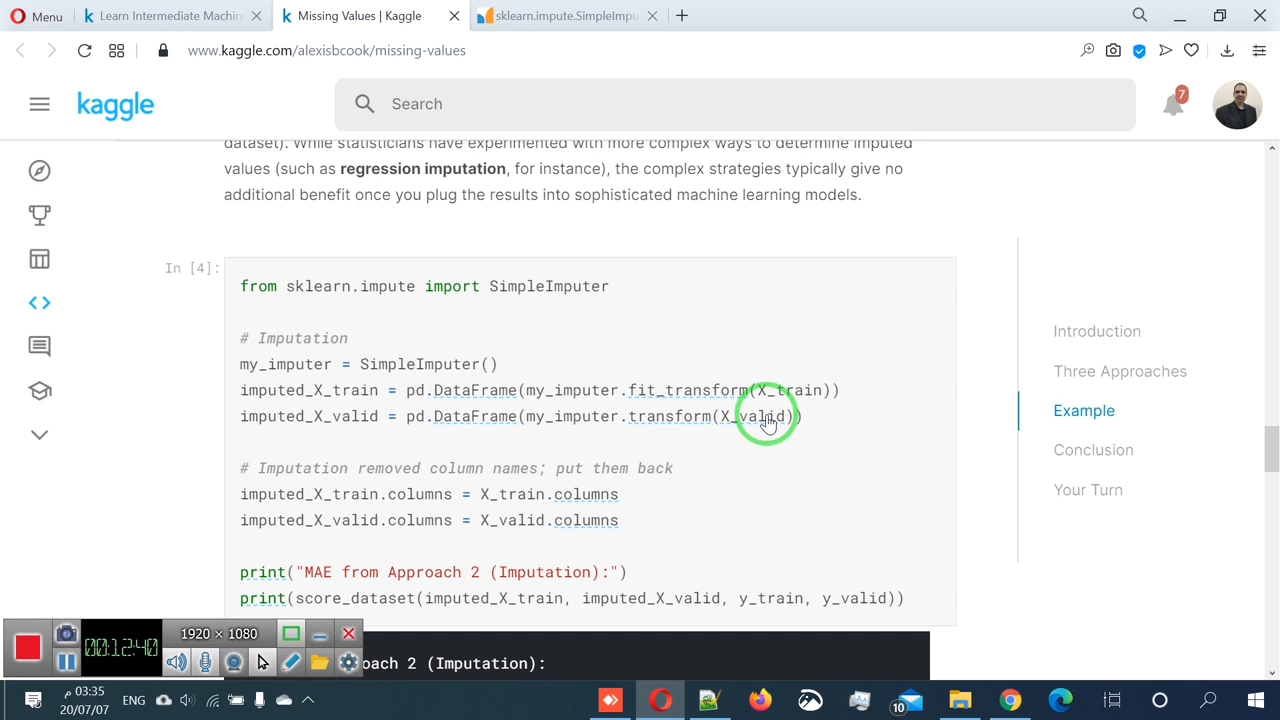 Menu
Learn Intermediate Machin
Missing Values | Kaggle
sklearn.impute.SimpleImpu
www.kaggle.com/alexisbcook/missing-values
kaggle
Search
7
dataset). While statisticians have experimented with more complex ways to determine imputed
values (such as regression imputation, for instance), the complex strategies typically give no
additional benefit once you plug the results into sophisticated machine learning models.
In [4]:
from sklearn.impute import SimpleImputer
# Imputation
my_imputer = SimpleImputer()
imputed_X_train = pd.DataFrame(my_imputer.fit_transform(X_train))
imputed_X_valid = pd.DataFrame(my_imputer.transform(X_valid))
# Imputation removed column names; put them back
imputed_X_train.columns = X_train.columns
imputed_X_valid.columns = X_valid.columns
print("MAE from Approach 2 (Imputation):")
print(score_dataset(imputed_X_train, imputed_X_valid, y_train, y_valid))
Introduction
Three Approaches
Example
Conclusion
Your Turn
00:12:40
1920 × 1080
oach 2 (Imputation):
ENG
03:35 م
20/07/07
10